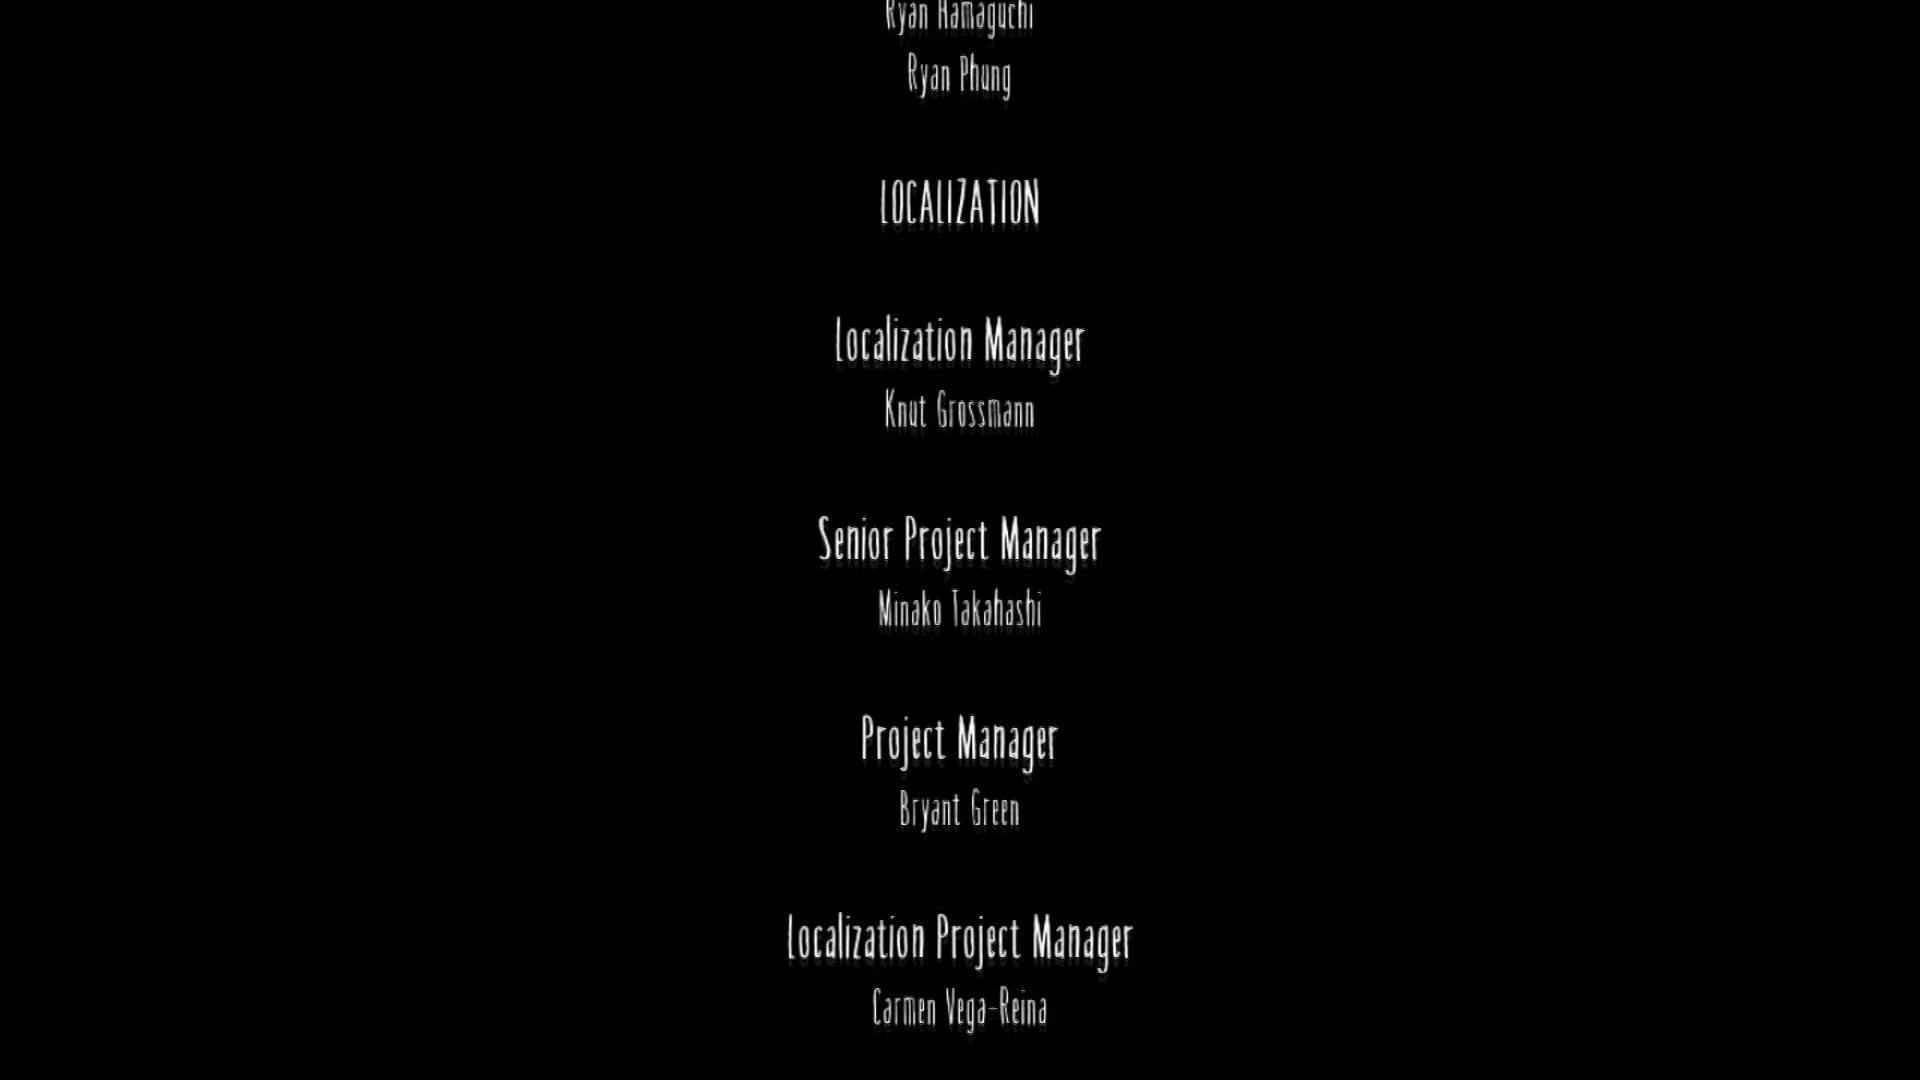 Ryan Hamaguchi
Ryan Phung
LOCALIZATION
Localization Manager
Knut Grossmann
Senior Project Manager
Minako Takahashi
Project Manager
Bryant Green
Localization Project Manager
Carmen Vega-Reina